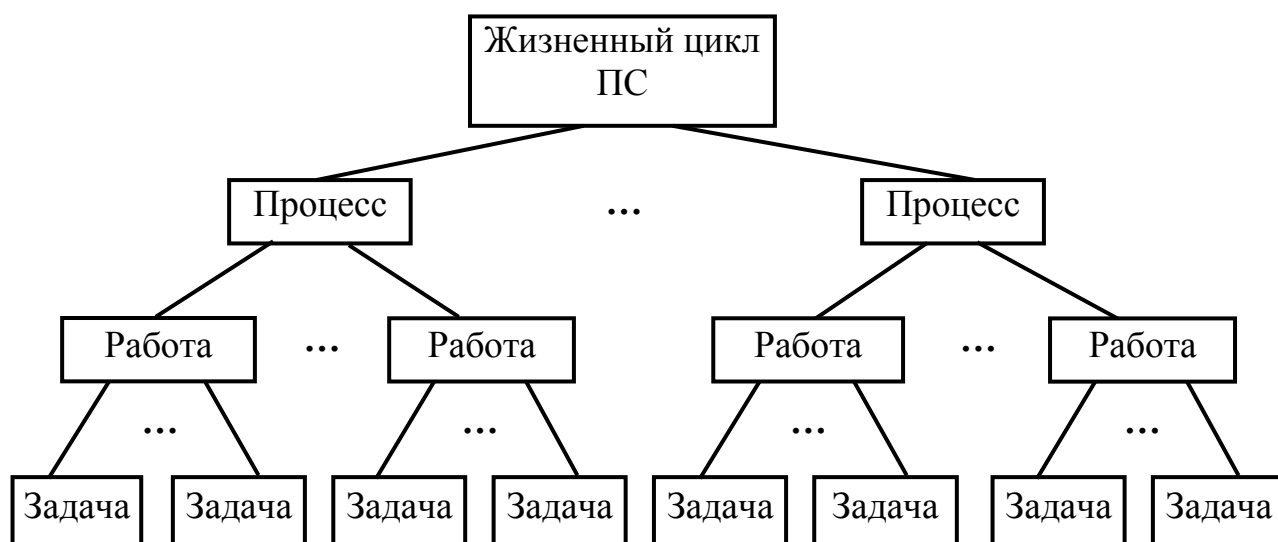 Жизненный цикл
ПС
Процесс ... Процесс
Работа ... Работа Работа ... Работа
... ... ... ...
Задача Задача Задача Задача Задача Задача Задача Задача